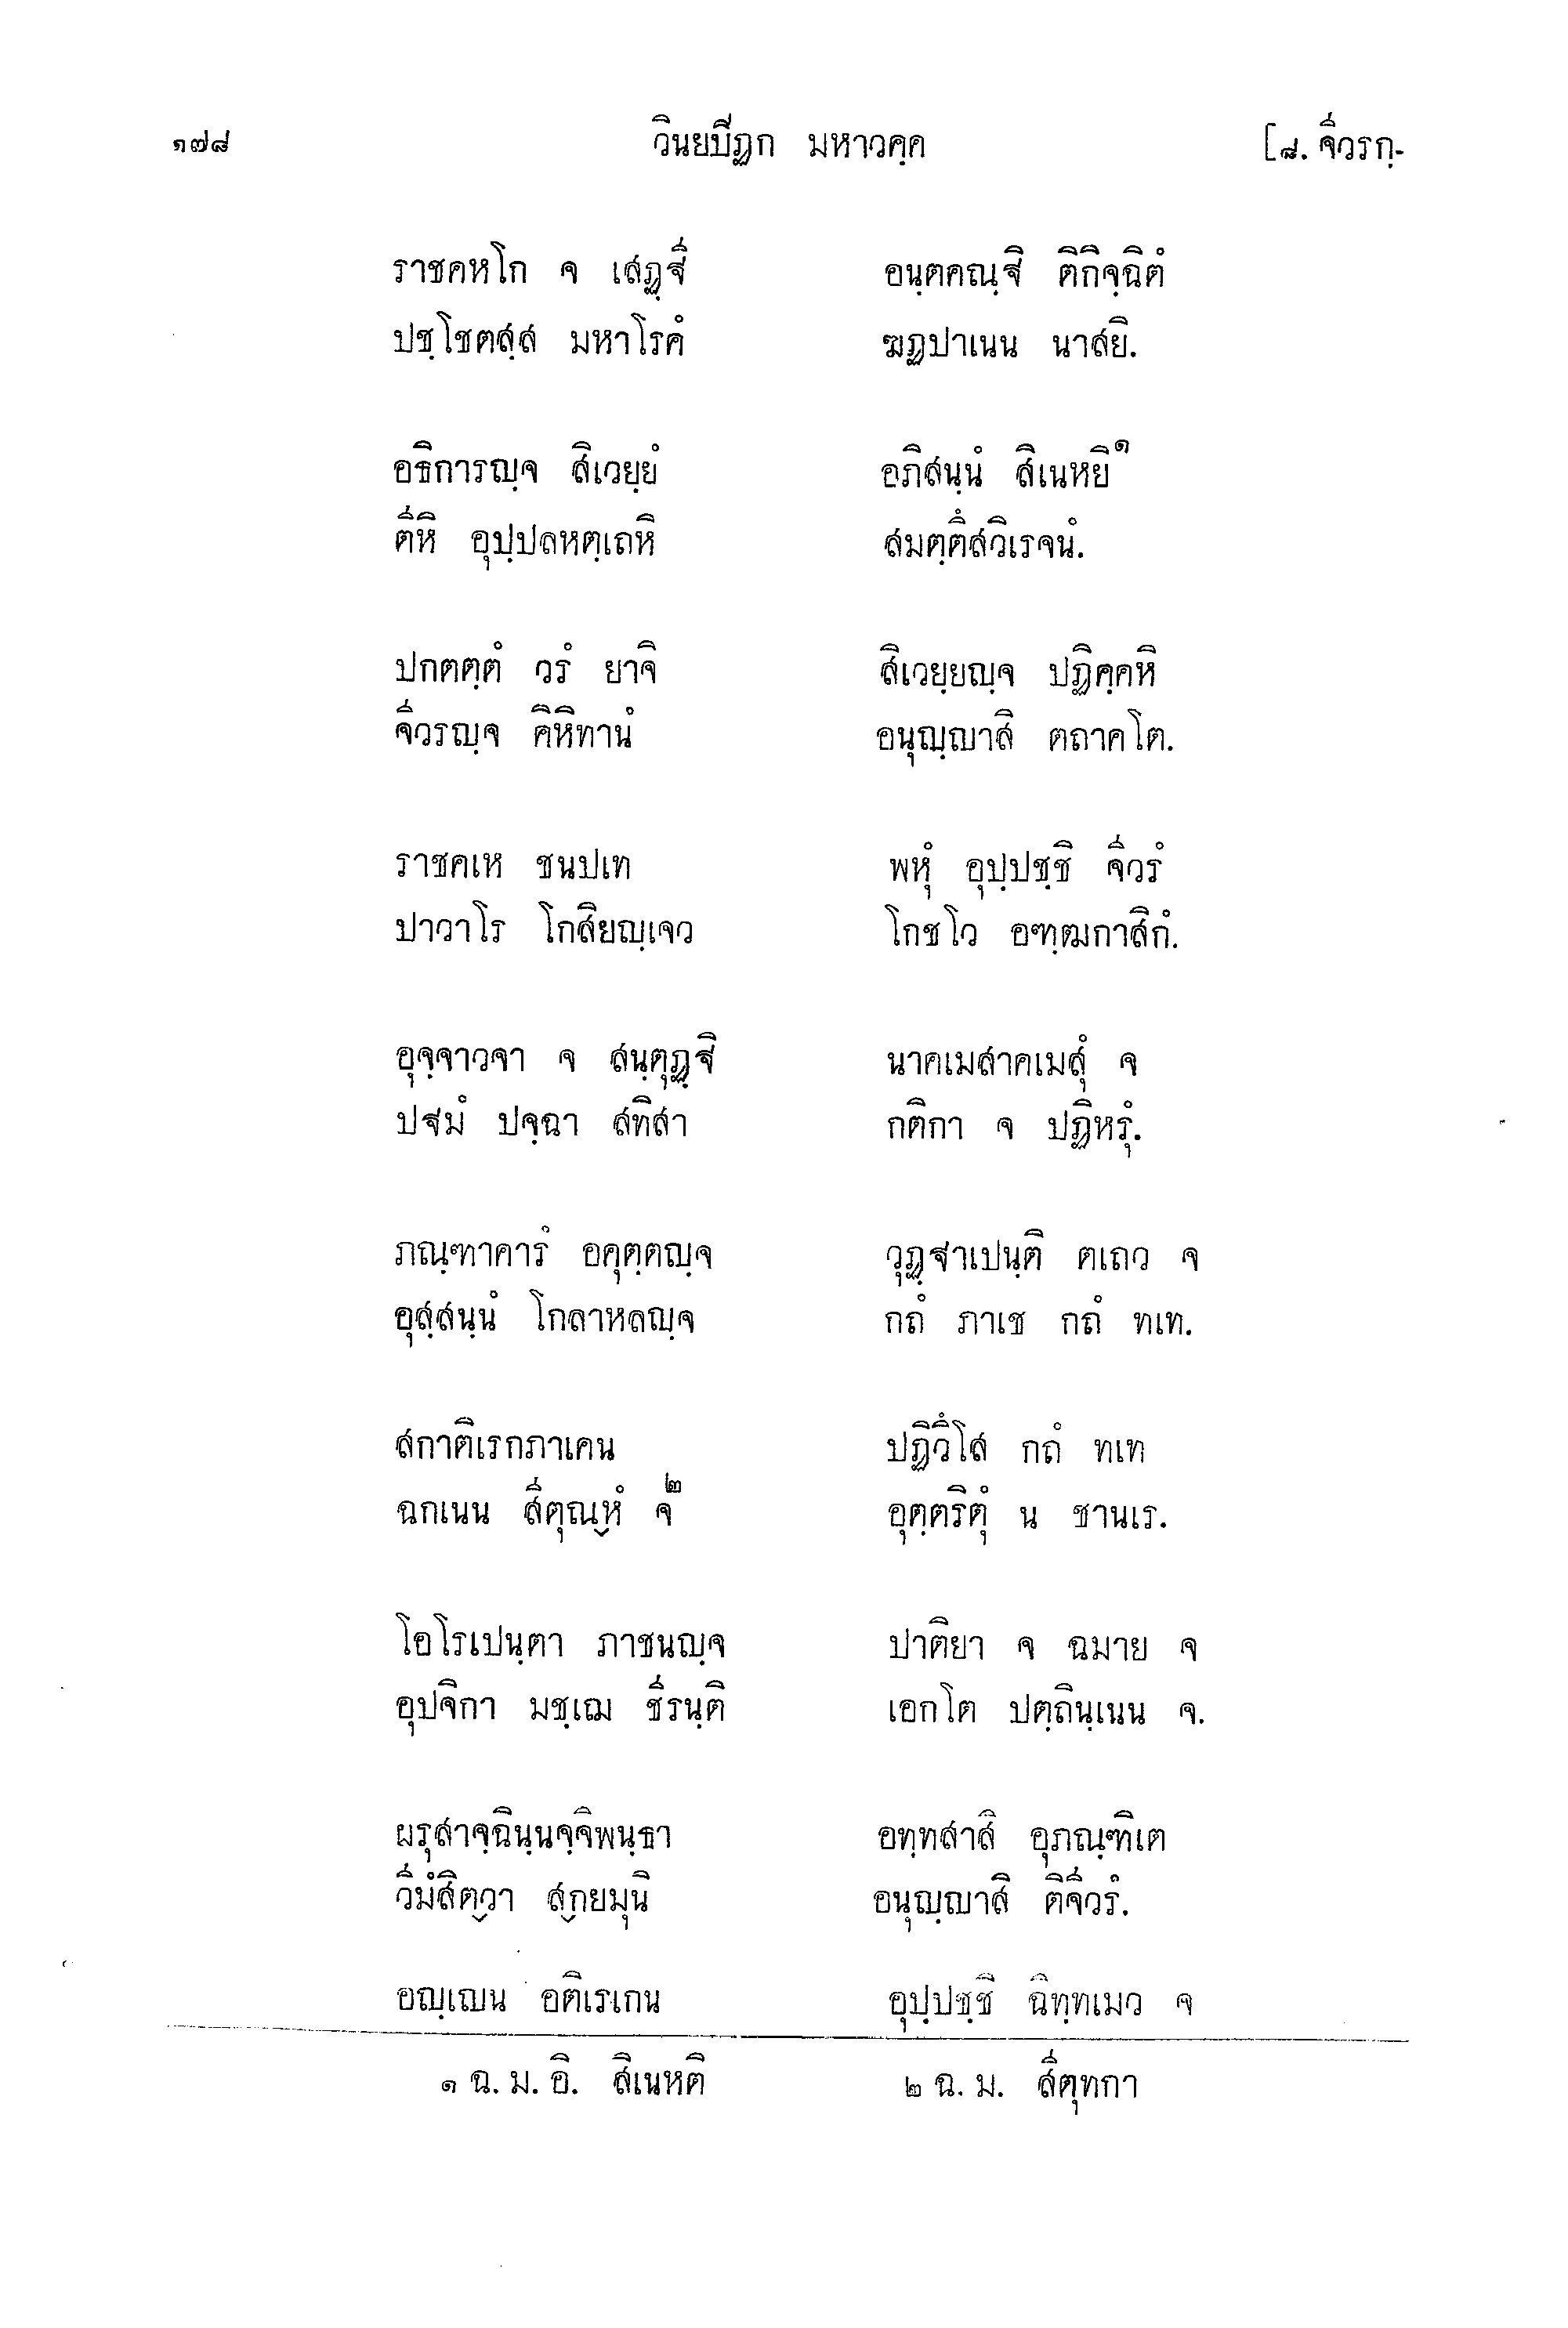 ๑๗๘ วินยปิฏก มหาวคฺค [๘. จีวรกฺ-
ราชคหโก จ เสฏฺฐี อนฺตคณฺฐิ ติกิจฺฉิตํ
ปชฺโชตสฺส มหาโรคํ ฆฏปาเนน นาสยิ.
อธิการญฺจ สิเวยฺยํ อภิสนฺนํ สิเนหยิ๑
ตีหิ อุปฺปลหตฺเถหิ สมตฺตึสวิเรจนํ.
ปกตตฺตํ วรํ ยาจิ สิเวยฺยญฺจ ปฏิคฺคหิ
จีวรญฺจ คิหิทานํ อนุญฺญาสิ ตถาคโต.
ราชคเห ชนปเท พหุํ อุปฺปชฺชิ จีวรํ
ปาวาโร โกสิยญฺเจว โกชโว อฑฺฒกาสิกํ.
อุจฺจาวจา จ สนฺตุฏฺฐิ นาคเมสาคเมสุํ จ
ปฐมํ ปจฺฉา สทิสา กติกา จ ปฏิหรุํ.
ภณฺฑาคารํ อคุตฺตญฺจ วุฏฺฐาเปนฺติ ตเถว จ
อุสฺสนฺนํ โกลาหลญฺจ กถํ ภาเช กถํ ทเท.
สกาติเรกภาเคน ปฏิวึโส กถํ ทเท
ฉกเนน สีตุณฺหํ จ๒ อุตฺตริตุํ น ชานเร.
โอโรเปนฺตา ภาชนญฺจ ปาติยา จ ฉมาย จ
อุปจิกา มชฺเฌ ชีรนฺติ เอกโต ปตฺถินฺเนน จ.
ผรุสาจฺฉินฺนจฺจิพนฺธา อทฺทสาสิ อุภณฺฑิเต
วีมํสิตฺวา สกฺยมุนิ อนุญฺญาสิ ติจีวรํ.
อญฺเญน อติเรเกน อุปฺปชฺชิ ฉิทฺทเมว จ
๑ ฉ. ม. อิ. สิเนหติ ๒ ฉ. ม. สีตุทกา